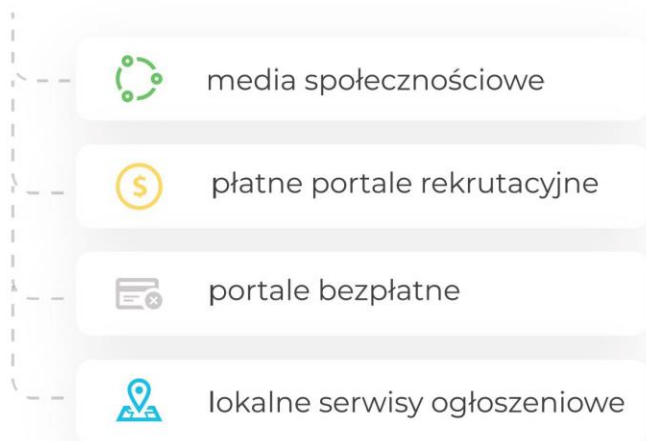 media społecznościowe
$
płatne portale rekrutacyjne
portale bezpłatne
lokalne serwisy ogłoszeniowe